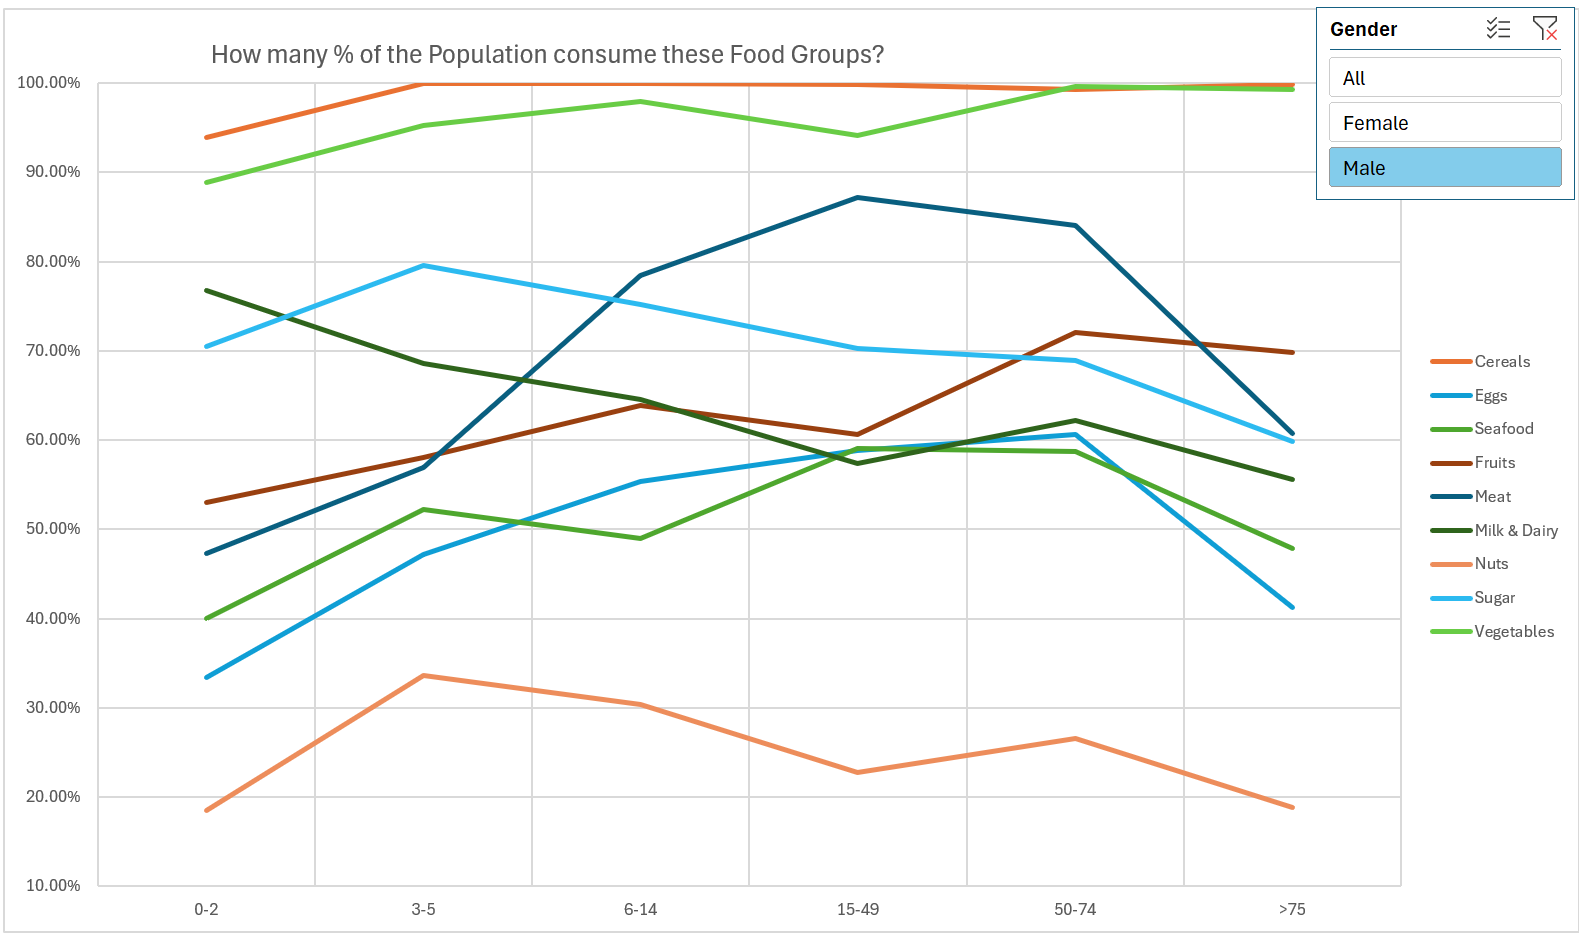 How many % of the Population consume these Food Groups?
Gender
All
Female
Male
100.00%
90.00%
80.00%
70.00%
60.00%
50.00%
40.00%
30.00%
20.00%
10.00%
0-2
3-5
6-14
15-49
50-74
>75
Cereals
Eggs
Seafood
Fruits
Meat
Milk & Dairy
Nuts
Sugar
Vegetables